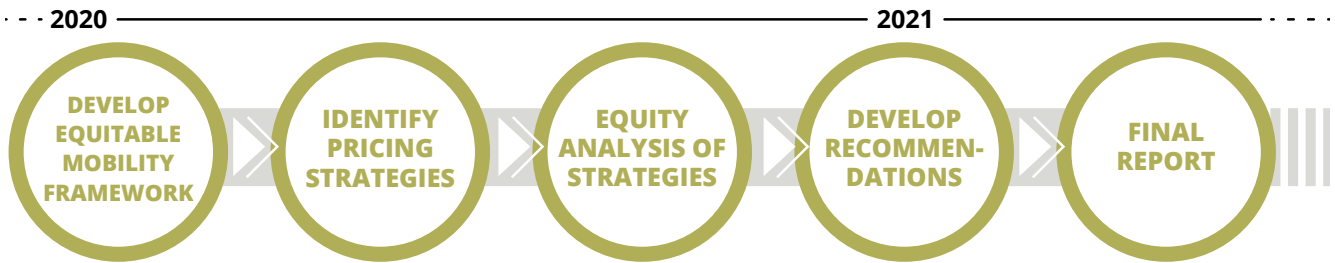 2020
2021
DEVELOP
EQUITABLE
MOBILITY
FRAMEWORK
IDENTIFY
PRICING
STRATEGIES
EQUITY
ANALYSIS OF
STRATEGIES
DEVELOP
RECOMMEN-
DATIONS
FINAL
REPORT